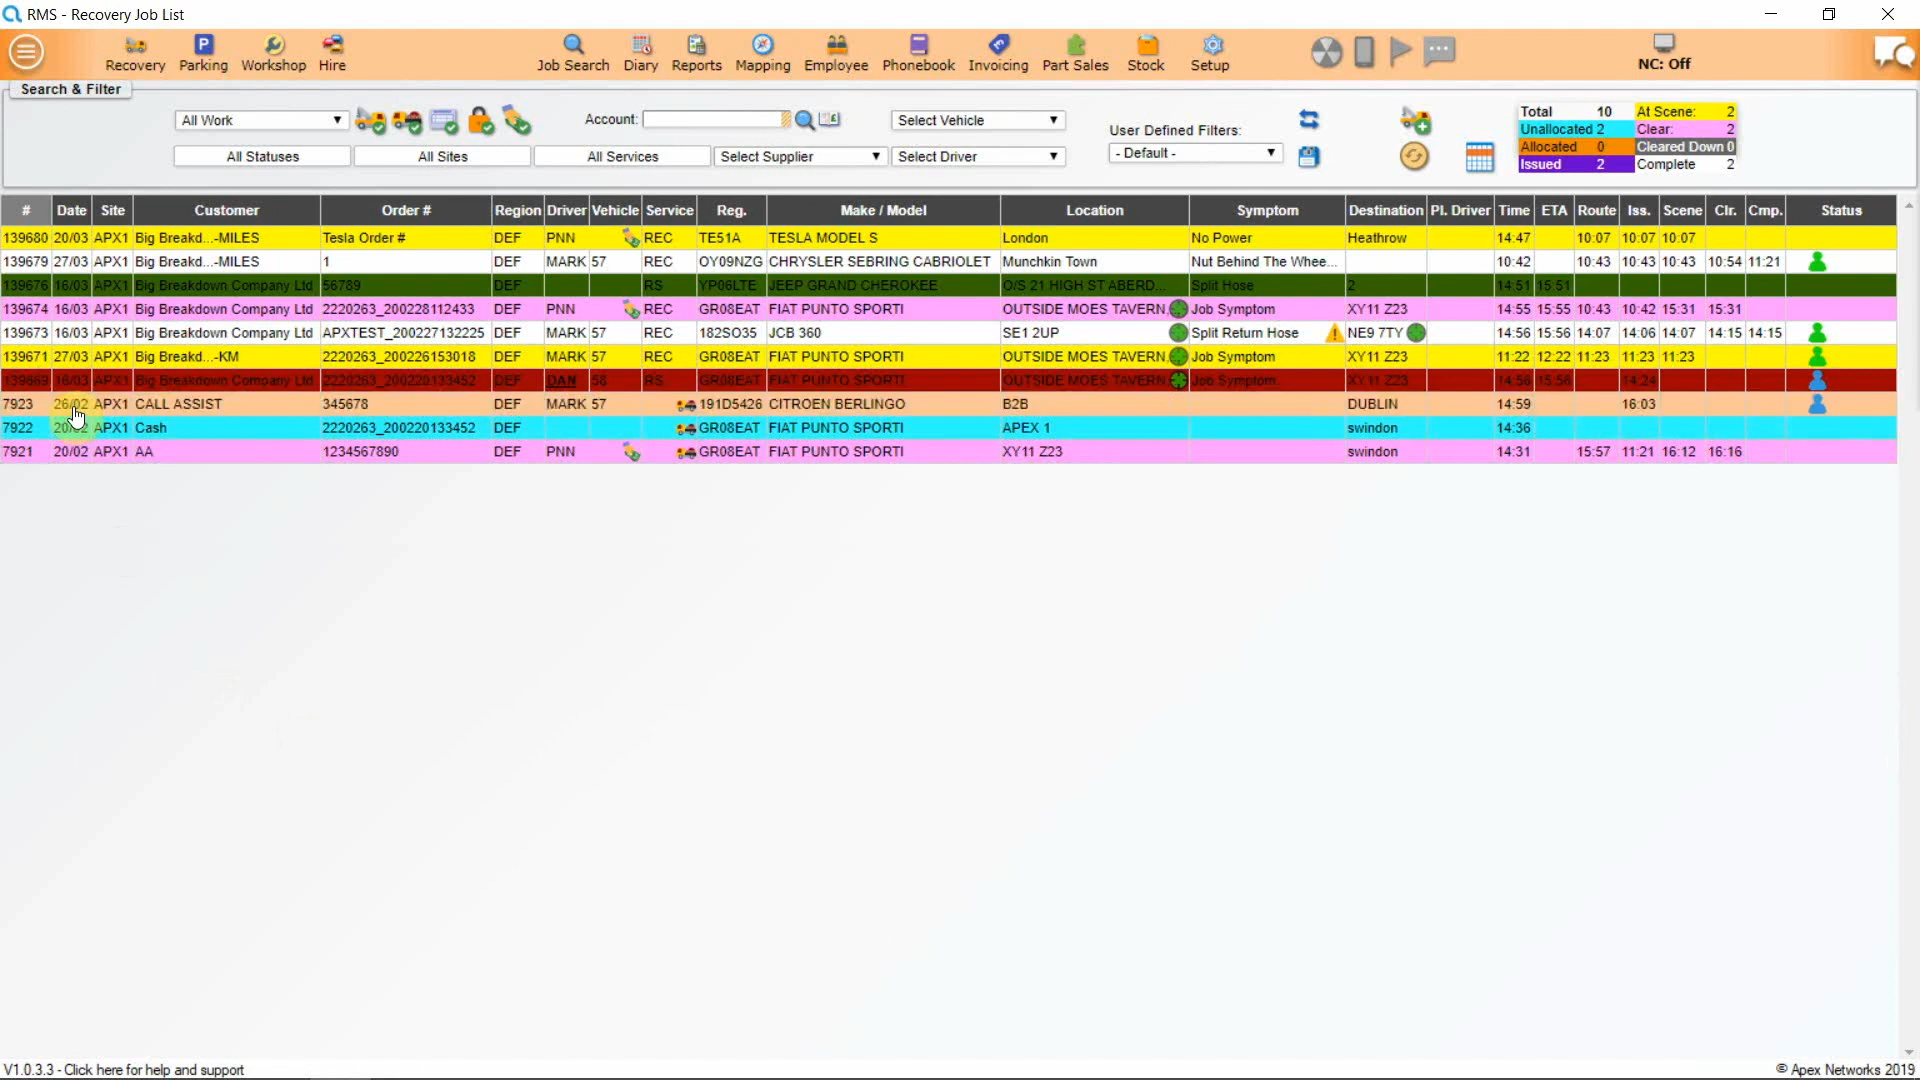 RMS - Recovery Job List
Recovery Parking Workshop Hire Job Search Diary Reports Mapping Employee Phonebook Invoicing Part Sales Stock Setup NC: Off
Search & Filter
All Work Account: Select Vehicle
All Statuses All Sites All Services Select Supplier Select Driver
User Defined Filters:
- Default -
Total 10 At Scene: 2
Unallocated 2 Clear: 2
Allocated 0 Cleared Down 0
Issued 2 Complete 2
# Date Site Customer Order # Region Driver Vehicle Service Reg. Make / Model Location Symptom Destination Pl. Driver Time ETA Route Iss. Scene Clr. Cmp. Status
139680 20/03 APX1 Big Breakd...-MILES Tesla Order # DEF PNN REC TE51A TESLA MODEL S London No Power Heathrow 14:47 10:07 10:07 10:07
139679 27/03 APX1 Big Breakd...-MILES 1 DEF MARK 57 REC OY09NZG CHRYSLER SEBRING CABRIOLET Munchkin Town Nut Behind The Whee... 10:42 10:43 10:43 10:43 10:54 11:21
139676 16/03 APX1 Big Breakdown Company Ltd 56789 DEF RS YP06LTE JEEP GRAND CHEROKEE O/S 21 HIGH ST ABERD... Split Hose 2 14:51 15:51
139674 16/03 APX1 Big Breakdown Company Ltd 2220263_200228112433 DEF PNN REC GR08EAT FIAT PUNTO SPORTI OUTSIDE MOES TAVERN, Job Symptom XY11 Z23 14:55 15:55 10:43 10:42 15:31 15:31
139673 16/03 APX1 Big Breakdown Company Ltd APXTEST_200227132225 DEF MARK 57 REC 182SO35 JCB 360 SE1 2UP Split Return Hose NE9 7TY 14:56 15:56 14:07 14:06 14:07 14:15 14:15
139671 27/03 APX1 Big Breakd...-KM 2220263_200226153018 DEF MARK 57 REC GR08EAT FIAT PUNTO SPORTI OUTSIDE MOES TAVERN, Job Symptom XY11 Z23 11:22 12:22 11:23 11:23 11:23
139669 16/03 APX1 Big Breakdown Company Ltd 2220263_200220133452 DEF DAN 58 RS GR08EAT FIAT PUNTO SPORTI OUTSIDE MOES TAVERN Job Symptom XY11 Z23 14:56 15:56 14:24
7923 26/02 APX1 CALL ASSIST 345678 DEF MARK 57 191D5426 CITROEN BERLINGO B2B DUBLIN 14:59 16:03
7922 APX1 Cash 2220263_200220133452 DEF GR08EAT FIAT PUNTO SPORTI APEX 1 swindon 14:36
7921 20/02 APX1 AA 1234567890 DEF PNN GR08EAT FIAT PUNTO SPORTI XY11 Z23 swindon 14:31 15:57 11:21 16:12 16:16
V1.0.3.3 - Click here for help and support
© Apex Networks 2019